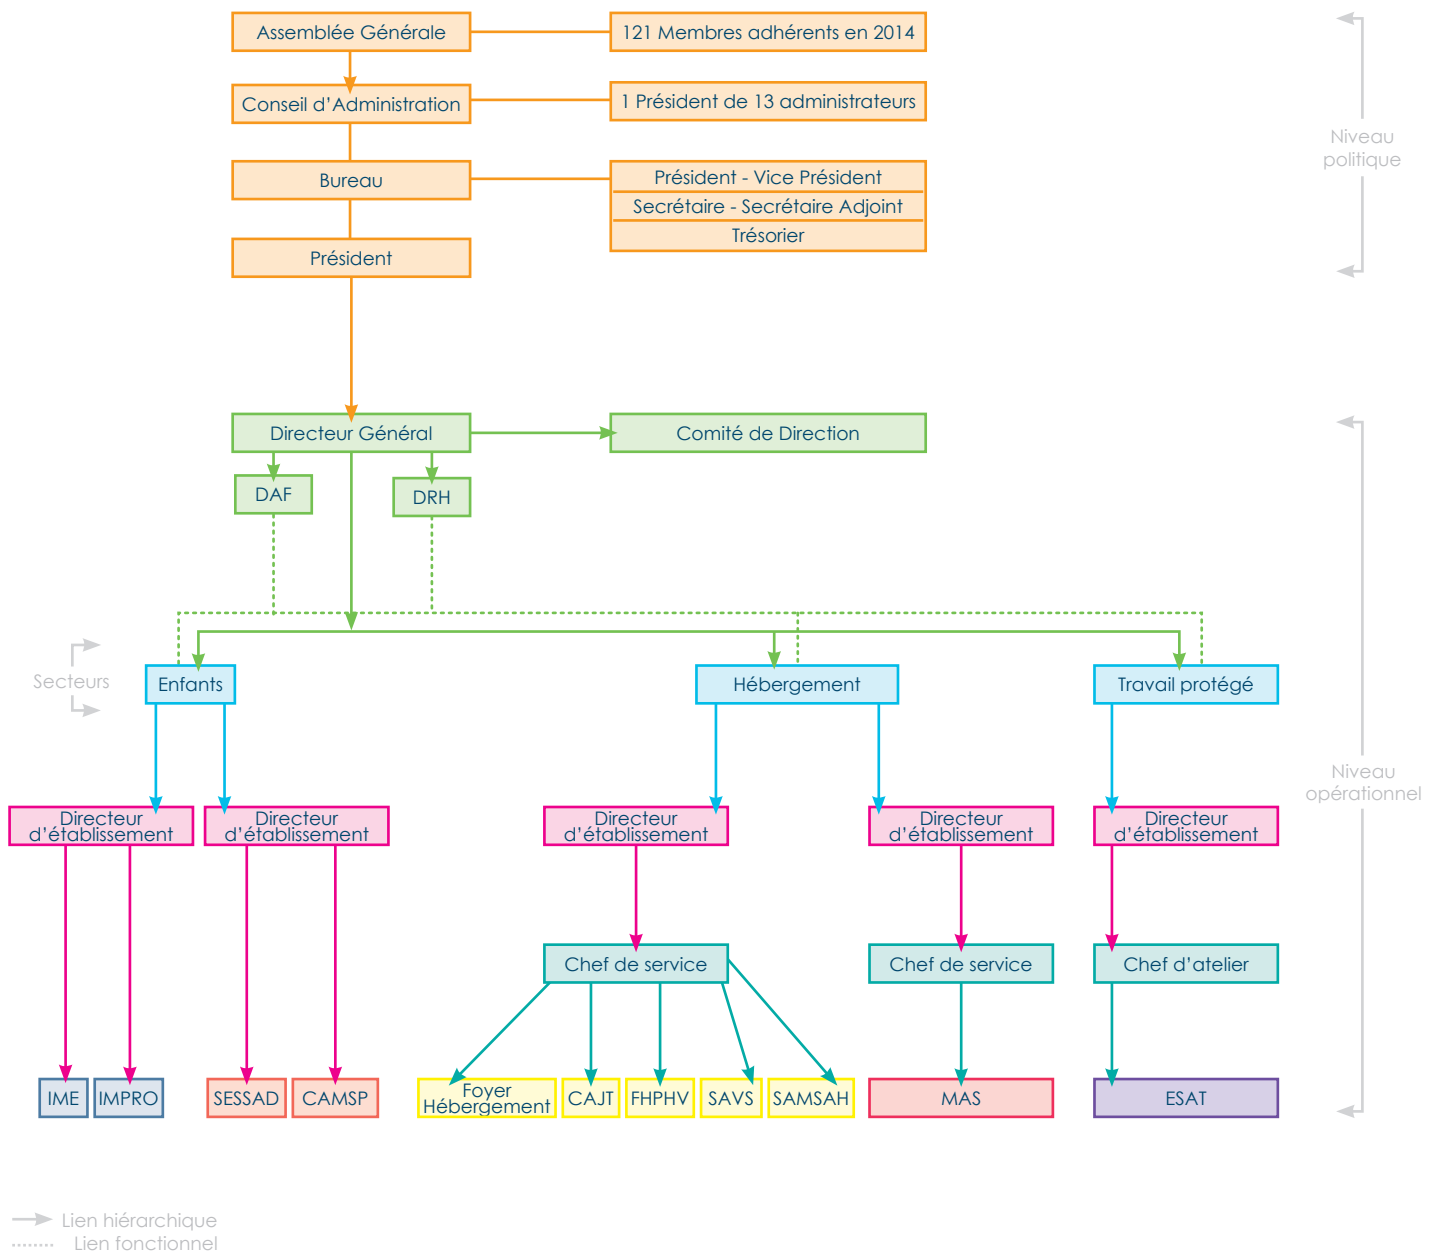 Assemblée Générale
121 Membres adhérents en 2014
Conseil d’Administration
1 Président de 13 administrateurs
Niveau
politique
Bureau
Président - Vice Président
Secrétaire - Secrétaire Adjoint
Trésorier
Président
Directeur Général
Comité de Direction
DAF
DRH
Secteurs
Enfants
Hébergement
Travail protégé
Niveau
opérationnel
Directeur
d’établissement
Directeur
d’établissement
Directeur
d’établissement
Directeur
d’établissement
Directeur
d’établissement
Chef de service
Chef de service
Chef d’atelier
IME
IMPRO
SESSAD
CAMSP
Foyer
Hébergement
CAJT
FHPHV
SAVS
SAMSAH
MAS
ESAT
Lien hiérarchique
Lien fonctionnel